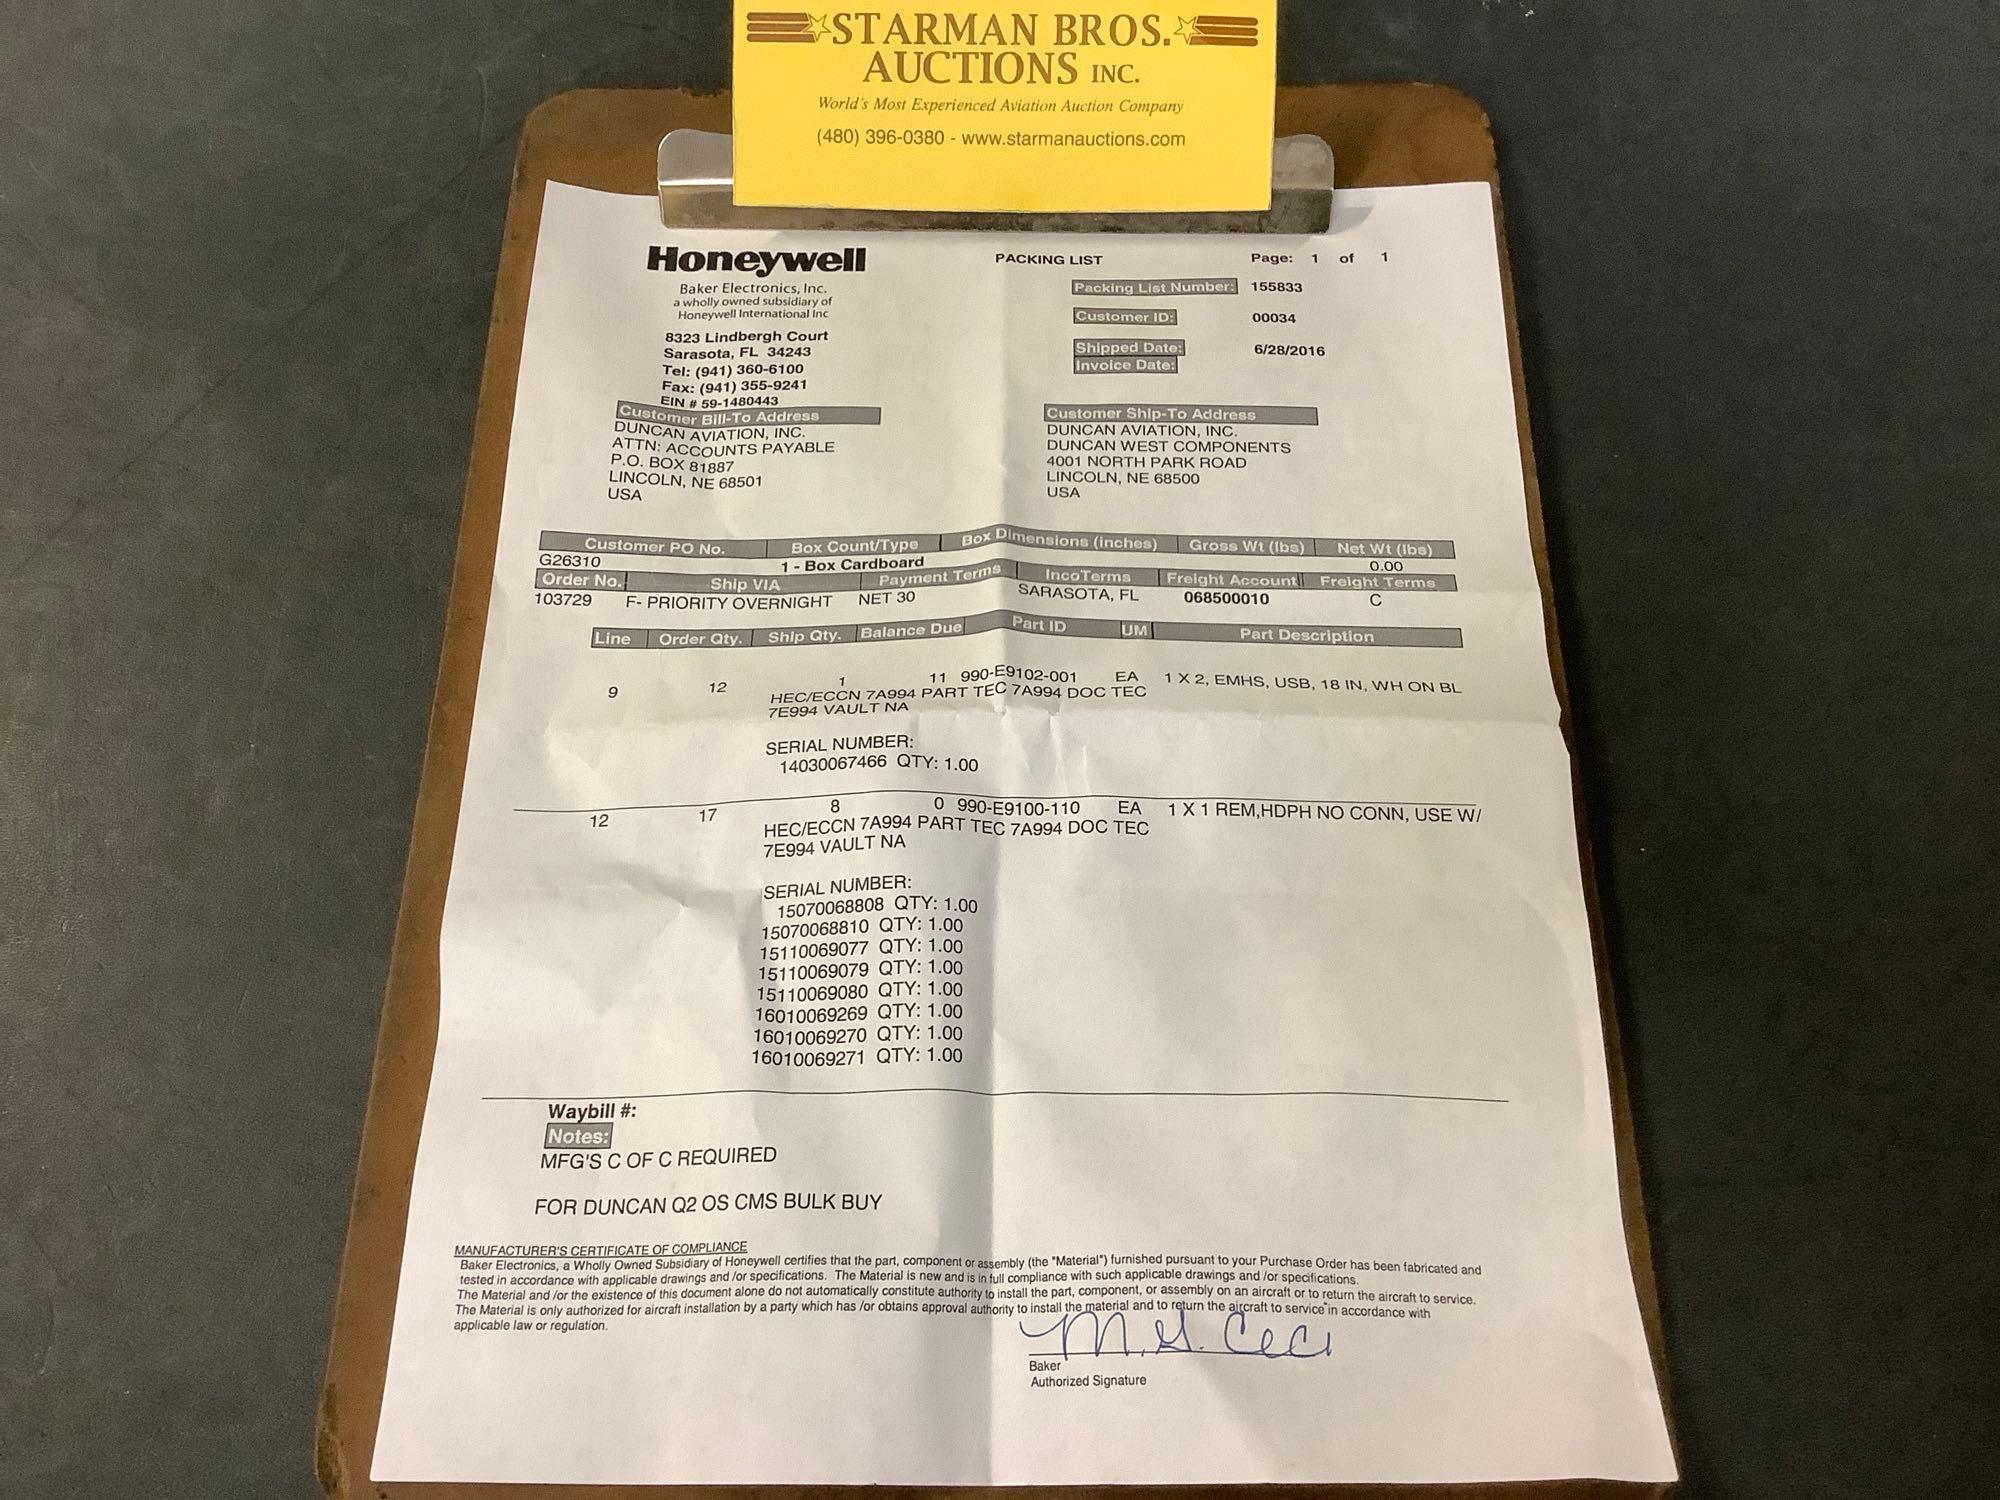 STARMAN BROS.
AUCTIONS INC.
World's Most Experienced Aviation Auction Company
(480) 396-0380 - www.starmanauctions.com
Honeywell
Baker Electronics, Inc.
a wholly owned subsidiary of
Honeywell International Inc
8323 Lindbergh Court
Sarasota, FL 34243
Tel: (941) 360-6100
Fax: (941) 355-9241
EIN # 59-1480443
PACKING LIST
Page: 1 of 1
Packing List Number: 155833
Customer ID: 00034
Shipped Date: 6/28/2016
Invoice Date:
Customer Bill-To Address
DUNCAN AVIATION, INC.
ATTN: ACCOUNTS PAYABLE
P.O. BOX 81887
LINCOLN, NE 68501
USA
Customer Ship-To Address
DUNCAN AVIATION, INC.
DUNCAN WEST COMPONENTS
4001 NORTH PARK ROAD
LINCOLN, NE 68500
USA
Customer PO No. Box Count/Type Box Dimensions (inches) Gross Wt (lbs) Net Wt (lbs)
G26310 1 - Box Cardboard 0.00
Order No. Ship VIA Payment Terms IncoTerms Freight Account Freight Terms
103729 F- PRIORITY OVERNIGHT NET 30 SARASOTA, FL 068500010 C
Line Order Qty. Ship Qty. Balance Due Part ID UM Part Description
9 12 1 11 990-E9102-001 EA 1 X 2, EMHS, USB, 18 IN, WH ON BL
HEC/ECCN 7A994 PART TEC 7A994 DOC TEC
7E994 VAULT NA
SERIAL NUMBER:
14030067466 QTY: 1.00
12 17 8 0 990-E9100-110 EA 1 X 1 REM,HDPH NO CONN, USE W/
HEC/ECCN 7A994 PART TEC 7A994 DOC TEC
7E994 VAULT NA
SERIAL NUMBER:
15070068808 QTY: 1.00
15070068810 QTY: 1.00
15110069077 QTY: 1.00
15110069079 QTY: 1.00
15110069080 QTY: 1.00
16010069269 QTY: 1.00
16010069270 QTY: 1.00
16010069271 QTY: 1.00
Waybill #:
Notes:
MFG'S C OF C REQUIRED
FOR DUNCAN Q2 OS CMS BULK BUY
MANUFACTURER'S CERTIFICATE OF COMPLIANCE
Baker Electronics, a Wholly Owned Subsidiary of Honeywell certifies that the part, component or assembly (the "Material") furnished pursuant to your Purchase Order has been fabricated and
tested in accordance with applicable drawings and /or specifications. The Material is new and is in full compliance with such applicable drawings and /or specifications.
The Material and /or the existence of this document alone do not automatically constitute authority to install the part, component, or assembly on an aircraft or to return the aircraft to service.
The Material is only authorized for aircraft installation by a party which has /or obtains approval authority to install the material and to return the aircraft to service in accordance with
applicable law or regulation.
Baker
Authorized Signature